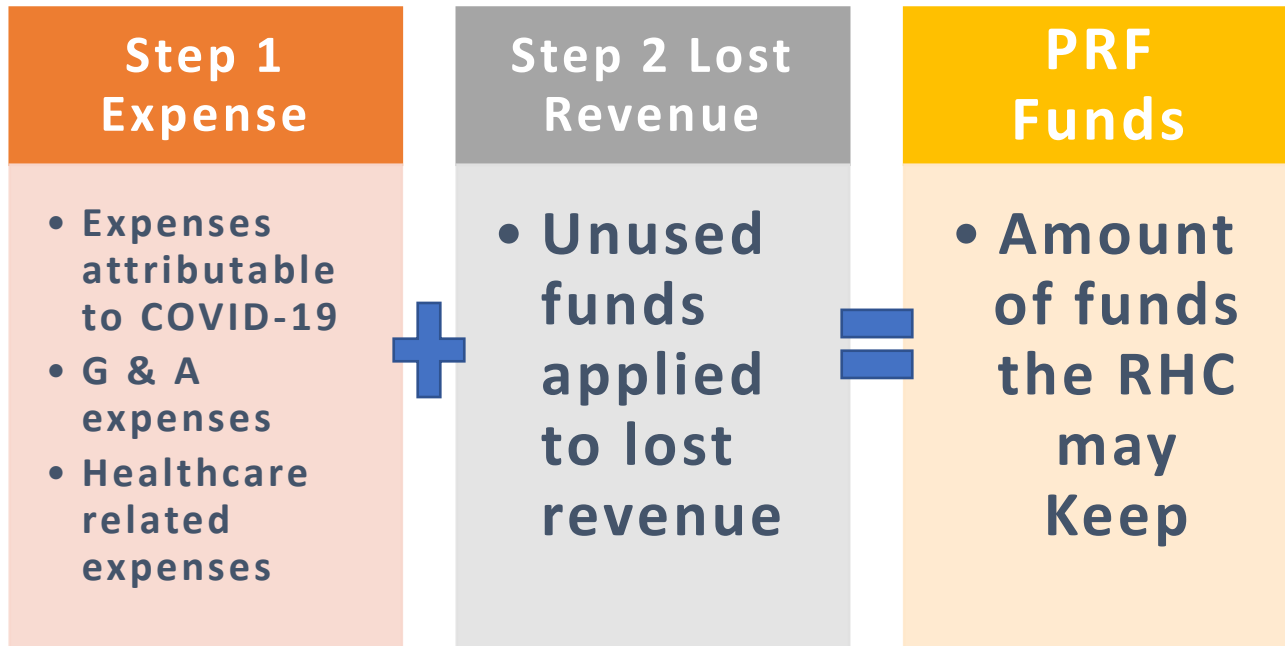 Step 1
Expense
• Expenses
attributable
to COVID-19
• G & A
expenses
• Healthcare
related
expenses
Step 2 Lost
Revenue
• Unused
funds
applied
to lost
revenue
PRF
Funds
• Amount
of funds
the RHC
may
Keep